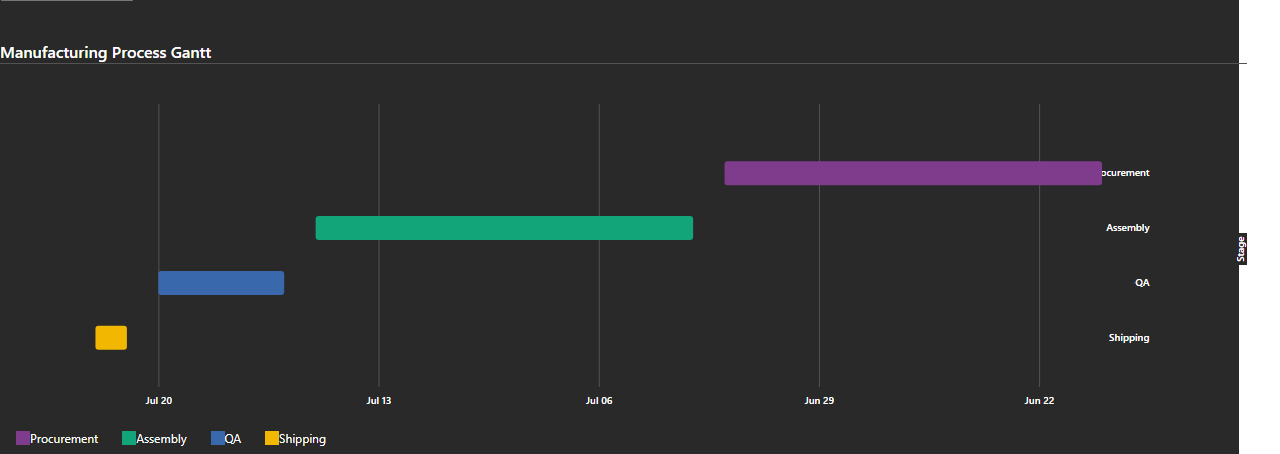 Manufacturing Process Gantt
ocurement
Assembly
Stage
QA
Shipping
Jul 20 Jul 13 Jul 06 Jun 29 Jun 22
Procurement Assembly QA Shipping